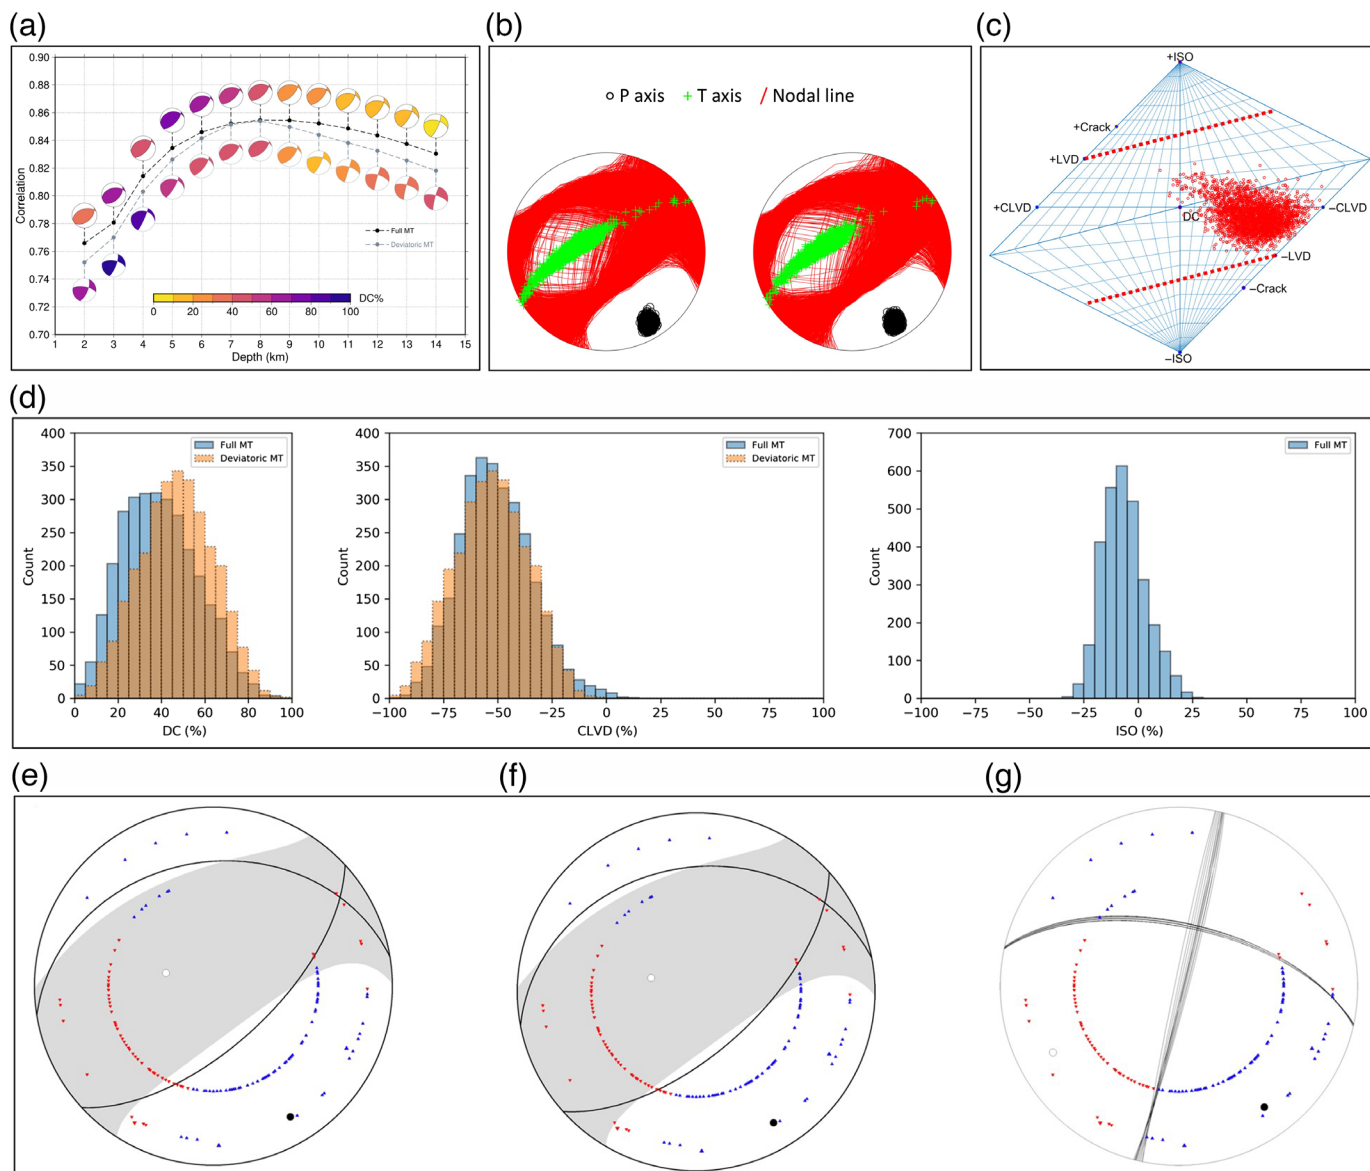 (a)
0.90
0.88
0.86
0.84
0.82
0.80
0.78
0.76
0.74
0.72
0.70
Correlation
Full MT
Deviatoric MT
DC%
0 20 40 60 80 100
1 2 3 4 5 6 7 8 9 10 11 12 13 14 15
Depth (km)
(b)
P axis + T axis / Nodal line
(c)
+ISO
+Crack
+LVD
+CLVD
DC
−CLVD
−LVD
−Crack
−ISO
(d)
400
350
300
250
200
150
100
50
0
Count
Full MT
Deviatoric MT
0 20 40 60 80 100
DC (%)
400
350
300
250
200
150
100
50
0
Count
Full MT
Deviatoric MT
−100 −75 −50 −25 0 25 50 75 100
CLVD (%)
700
600
500
400
300
200
100
0
Count
Full MT
−100 −75 −50 −25 0 25 50 75 100
ISO (%)
(e)
(f)
(g)